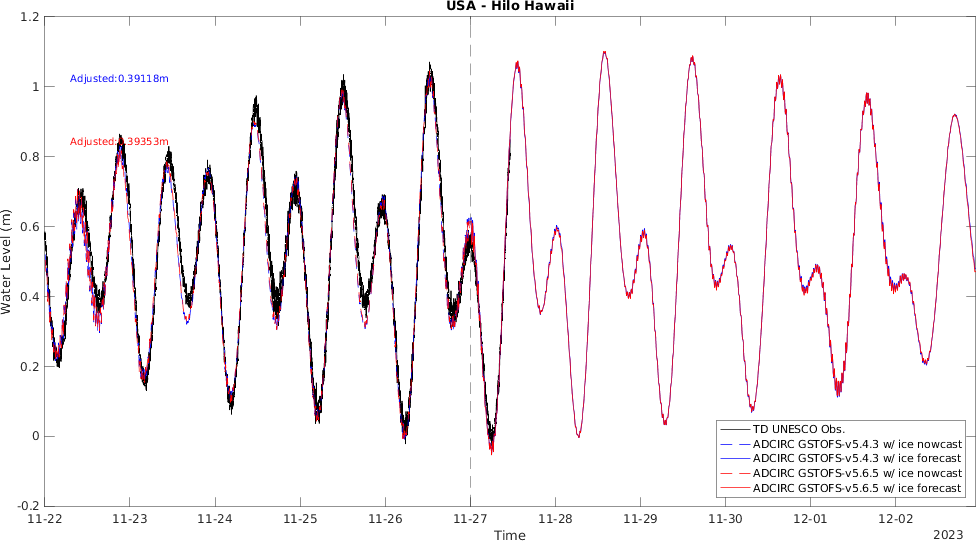 USA - Hilo Hawaii
1.2
1
0.8
0.6
0.4
0.2
0
-0.2
Water Level (m)
Adjusted:0.39118m
Adjusted:0.39353m
TD UNESCO Obs.
ADCIRC GSTOFS-v5.4.3 w/ ice nowcast
ADCIRC GSTOFS-v5.4.3 w/ ice forecast
ADCIRC GSTOFS-v5.6.5 w/ ice nowcast
ADCIRC GSTOFS-v5.6.5 w/ ice forecast
11-22 11-23 11-24 11-25 11-26 11-27 11-28 11-29 11-30 12-01 12-02
Time
2023